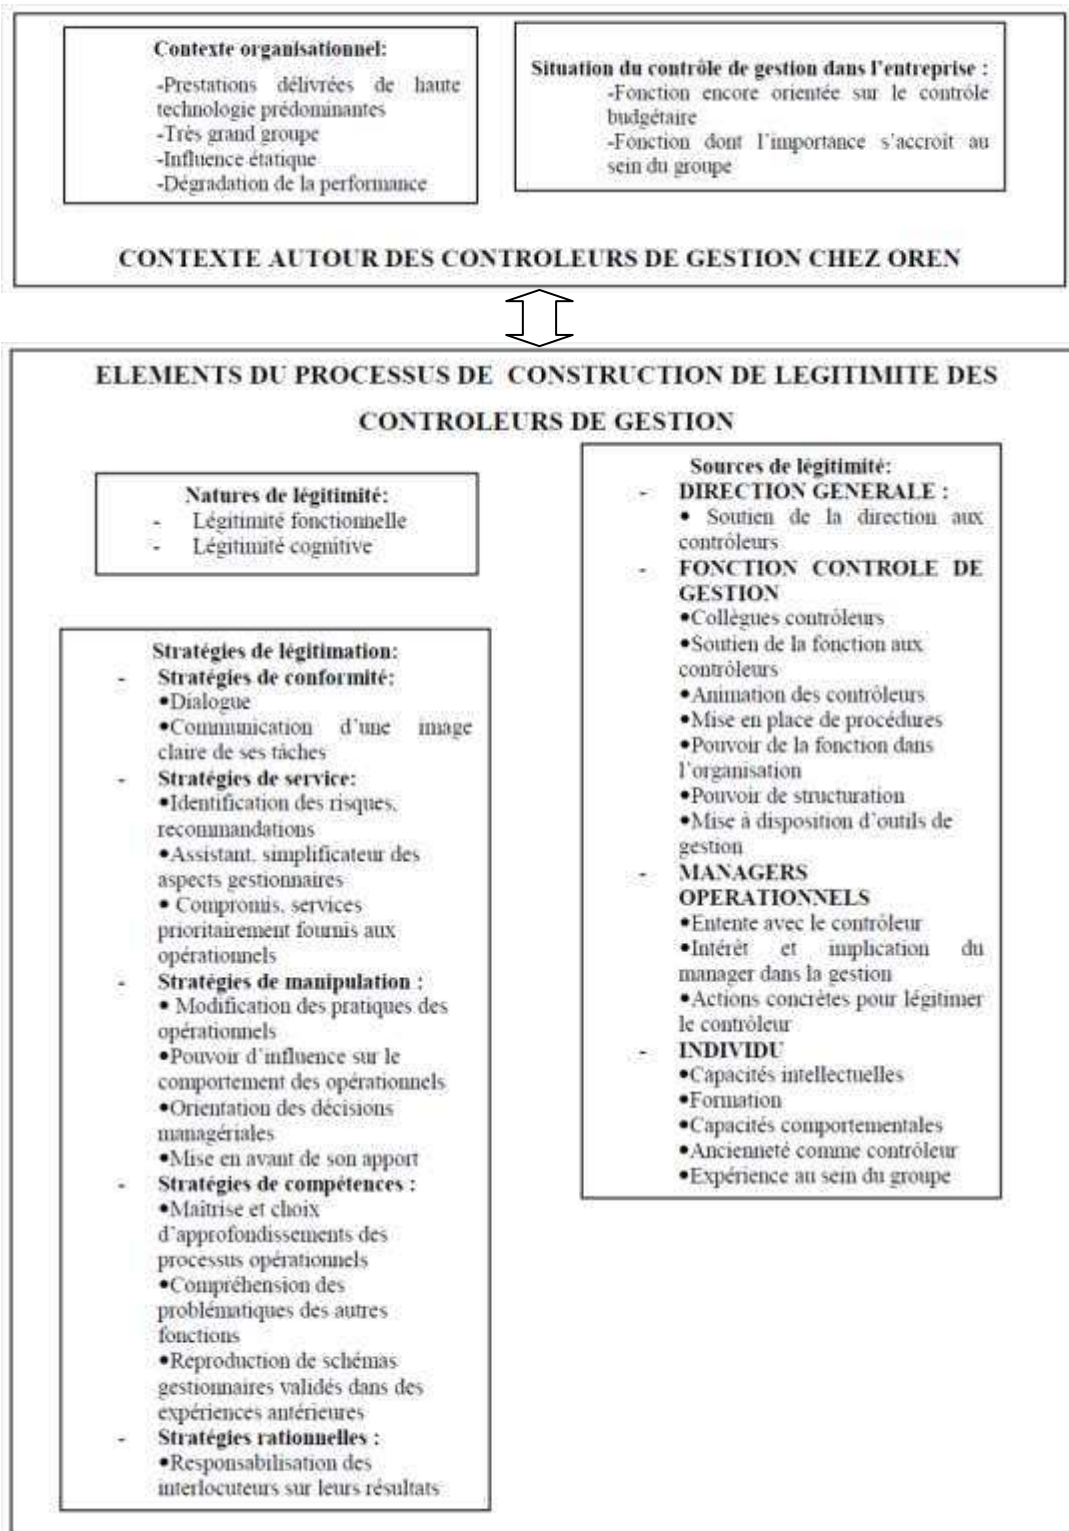 Contexte organisationnel:
-Prestations délivrées de haute
technologie prédominantes
-Très grand groupe
-Influence étatique
-Dégradation de la performance
Situation du contrôle de gestion dans l'entreprise :
-Fonction encore orientée sur le contrôle
budgétaire
-Fonction dont l'importance s'accroît au
sein du groupe
CONTEXTE AUTOUR DES CONTROLEURS DE GESTION CHEZ OREN
ELEMENTS DU PROCESSUS DE CONSTRUCTION DE LEGITIMITE DES
CONTROLEURS DE GESTION
Natures de légitimité:
- Légitimité fonctionnelle
- Légitimité cognitive
Stratégies de légitimation:
- Stratégies de conformité:
•Dialogue
•Communication d'une image
claire de ses tâches
- Stratégies de service:
•Identification des risques,
recommandations
•Assistant, simplificateur des
aspects gestionnaires
• Compromis, services
prioritairement fournis aux
opérationnels
- Stratégies de manipulation :
• Modification des pratiques des
opérationnels
•Pouvoir d'influence sur le
comportement des opérationnels
•Orientation des décisions
managériales
•Mise en avant de son apport
- Stratégies de compétences :
•Maîtrise et choix
d'approfondissements des
processus opérationnels
•Compréhension des
problématiques des autres
fonctions
•Reproduction de schémas
gestionnaires validés dans des
expériences antérieures
- Stratégies rationnelles :
•Responsabilisation des
interlocuteurs sur leurs résultats
Sources de légitimité:
- DIRECTION GENERALE :
• Soutien de la direction aux
contrôleurs
- FONCTION CONTROLE DE
GESTION
•Collègues contrôleurs
•Soutien de la fonction aux
contrôleurs
•Animation des contrôleurs
•Mise en place de procédures
•Pouvoir de la fonction dans
l'organisation
•Pouvoir de structuration
•Mise à disposition d'outils de
gestion
- MANAGERS
OPERATIONNELS
•Entente avec le contrôleur
•Intérêt et implication du
manager dans la gestion
•Actions concrètes pour légitimer
le contrôleur
- INDIVIDU
•Capacités intellectuelles
•Formation
•Capacités comportementales
•Ancienneté comme contrôleur
•Expérience au sein du groupe